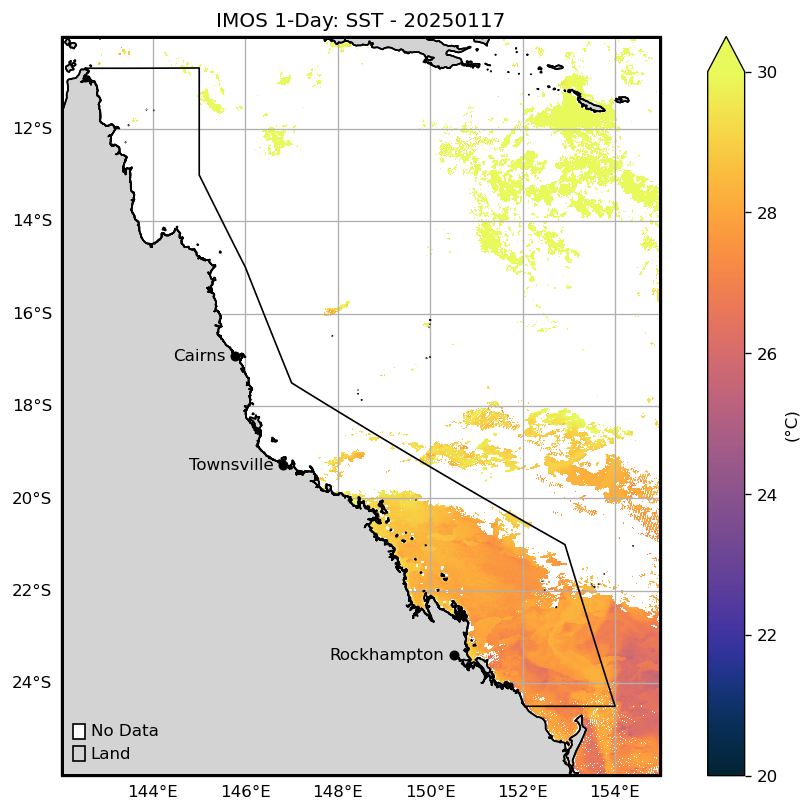 IMOS 1-Day: SST - 20250117
12°S
14°S
16°S
18°S
20°S
22°S
24°S
Cairns
Townsville
Rockhampton
No Data
Land
144°E 146°E 148°E 150°E 152°E 154°E
30
28
26
24
22
20
(°C)